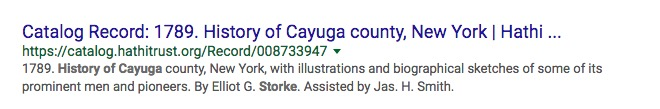 Catalog Record: 1789. History of Cayuga county, New York | Hathi ...
https://catalog.hathitrust.org/Record/008733947
1789. History of Cayuga county, New York, with illustrations and biographical sketches of some of its
prominent men and pioneers. By Elliot G. Storke. Assisted by Jas. H. Smith.